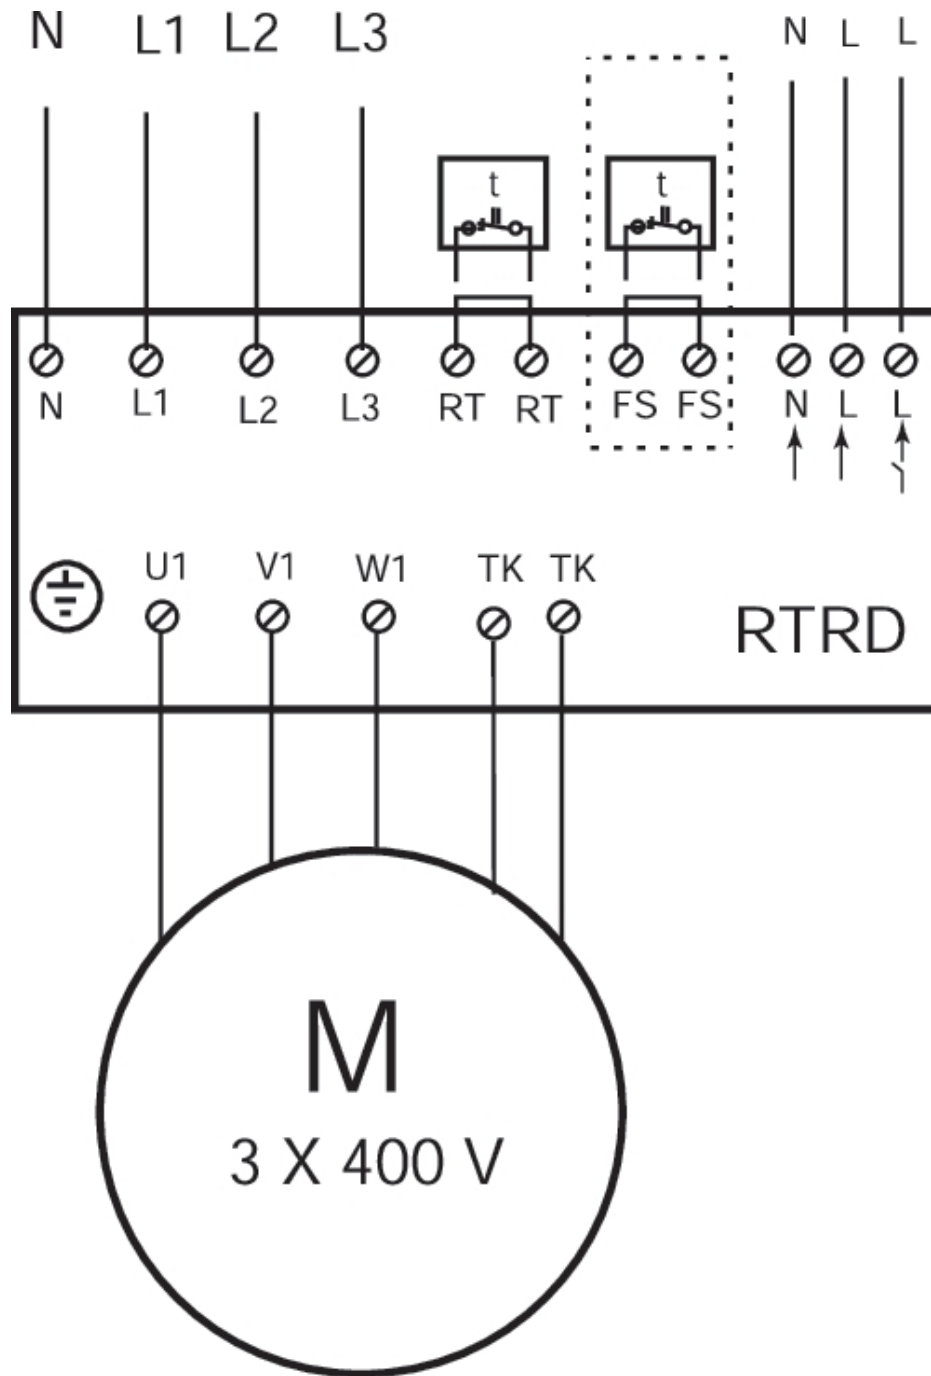 N L1 L2 L3 N L L
t t
N L1 L2 L3 RT RT FS FS N L L
U1 V1 W1 TK TK
RTRD
M
3 X 400 V